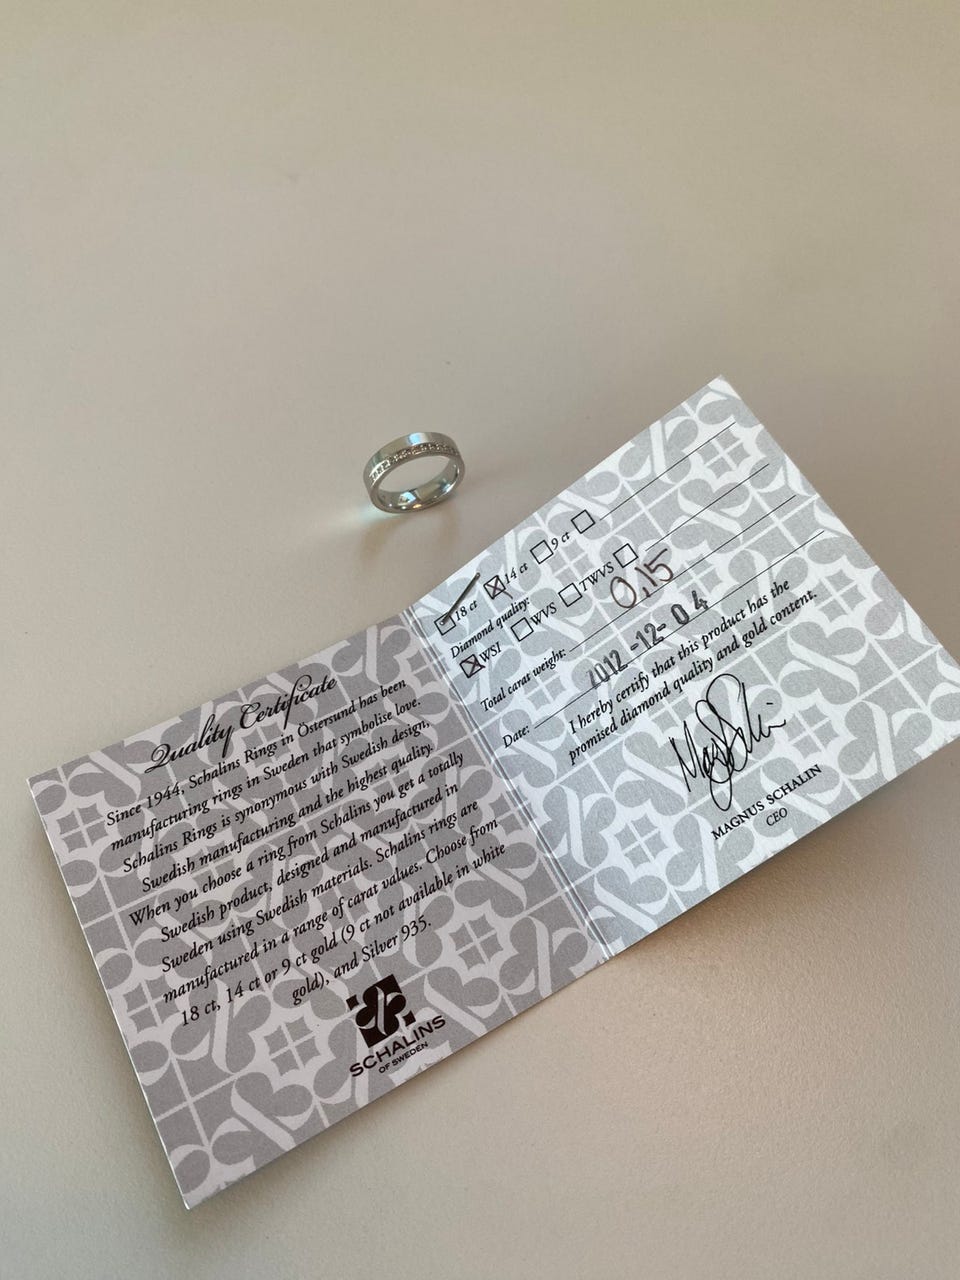 Quality Certificate
Since 1944, Schalins Rings in Östersund has been
manufacturing rings in Sweden that symbolise love.
Schalins Rings is synonymous with Swedish design,
Swedish manufacturing and the highest quality.
When you choose a ring from Schalins you get a totally
Swedish product, designed and manufactured in
Sweden using Swedish materials. Schalins rings are
manufactured in a range of carat values. Choose from
18 ct, 14 ct or 9 ct gold (9 ct not available in white
gold), and Silver 935.
SCHALINS
OF SWEDEN
18 ct 14 ct 9 ct
Diamond quality:
WSI WVS TWVS
Total carat weight: 0,15
Date: 2012-12-04
I hereby certify that this product has the
promised diamond quality and gold content.
MAGNUS SCHALIN
CEO